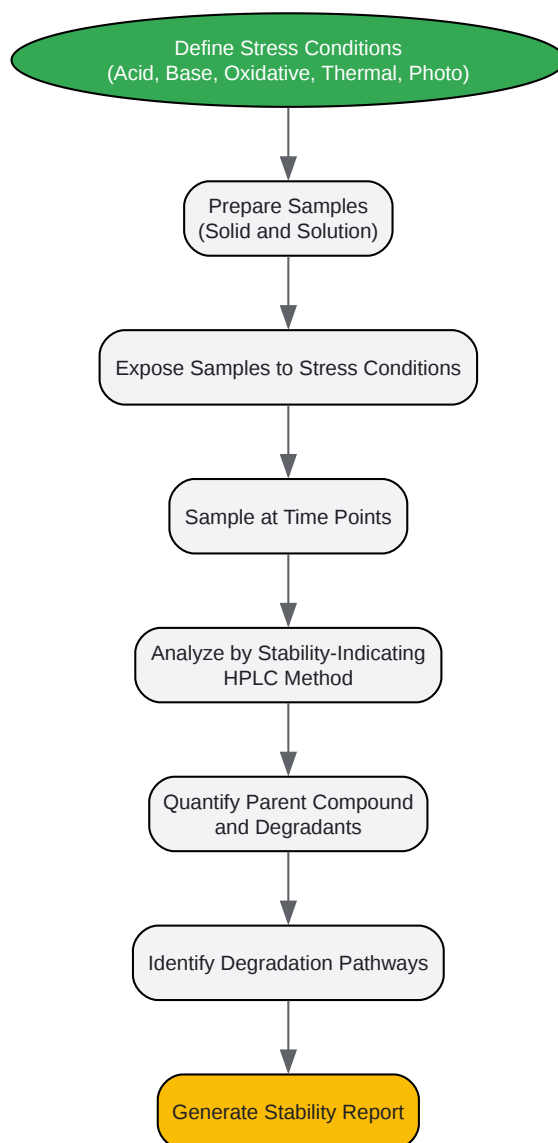 Define Stress Conditions
(Acid, Base, Oxidative, Thermal, Photo)
Prepare Samples
(Solid and Solution)
Expose Samples to Stress Conditions
Sample at Time Points
Analyze by Stability-Indicating
HPLC Method
Quantify Parent Compound
and Degradants
Identify Degradation Pathways
Generate Stability Report